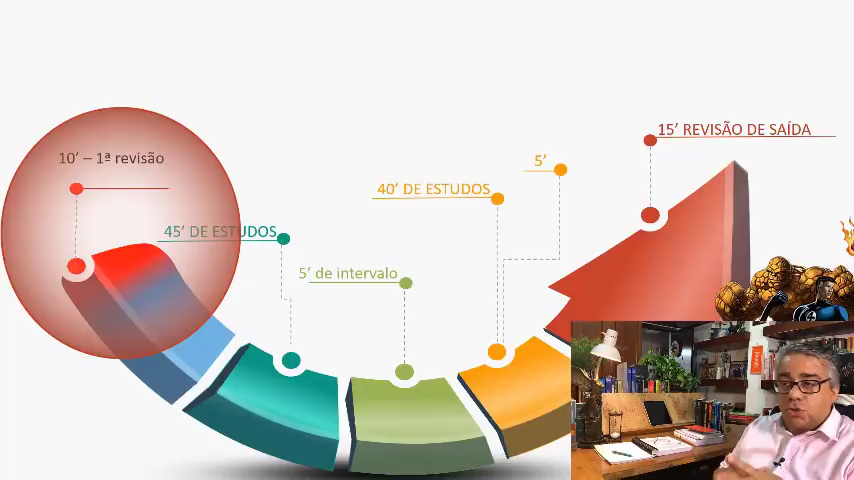 10’ – 1ª revisão
45’ DE ESTUDOS
5’ de intervalo
40’ DE ESTUDOS
5’
15’ REVISÃO DE SAÍDA